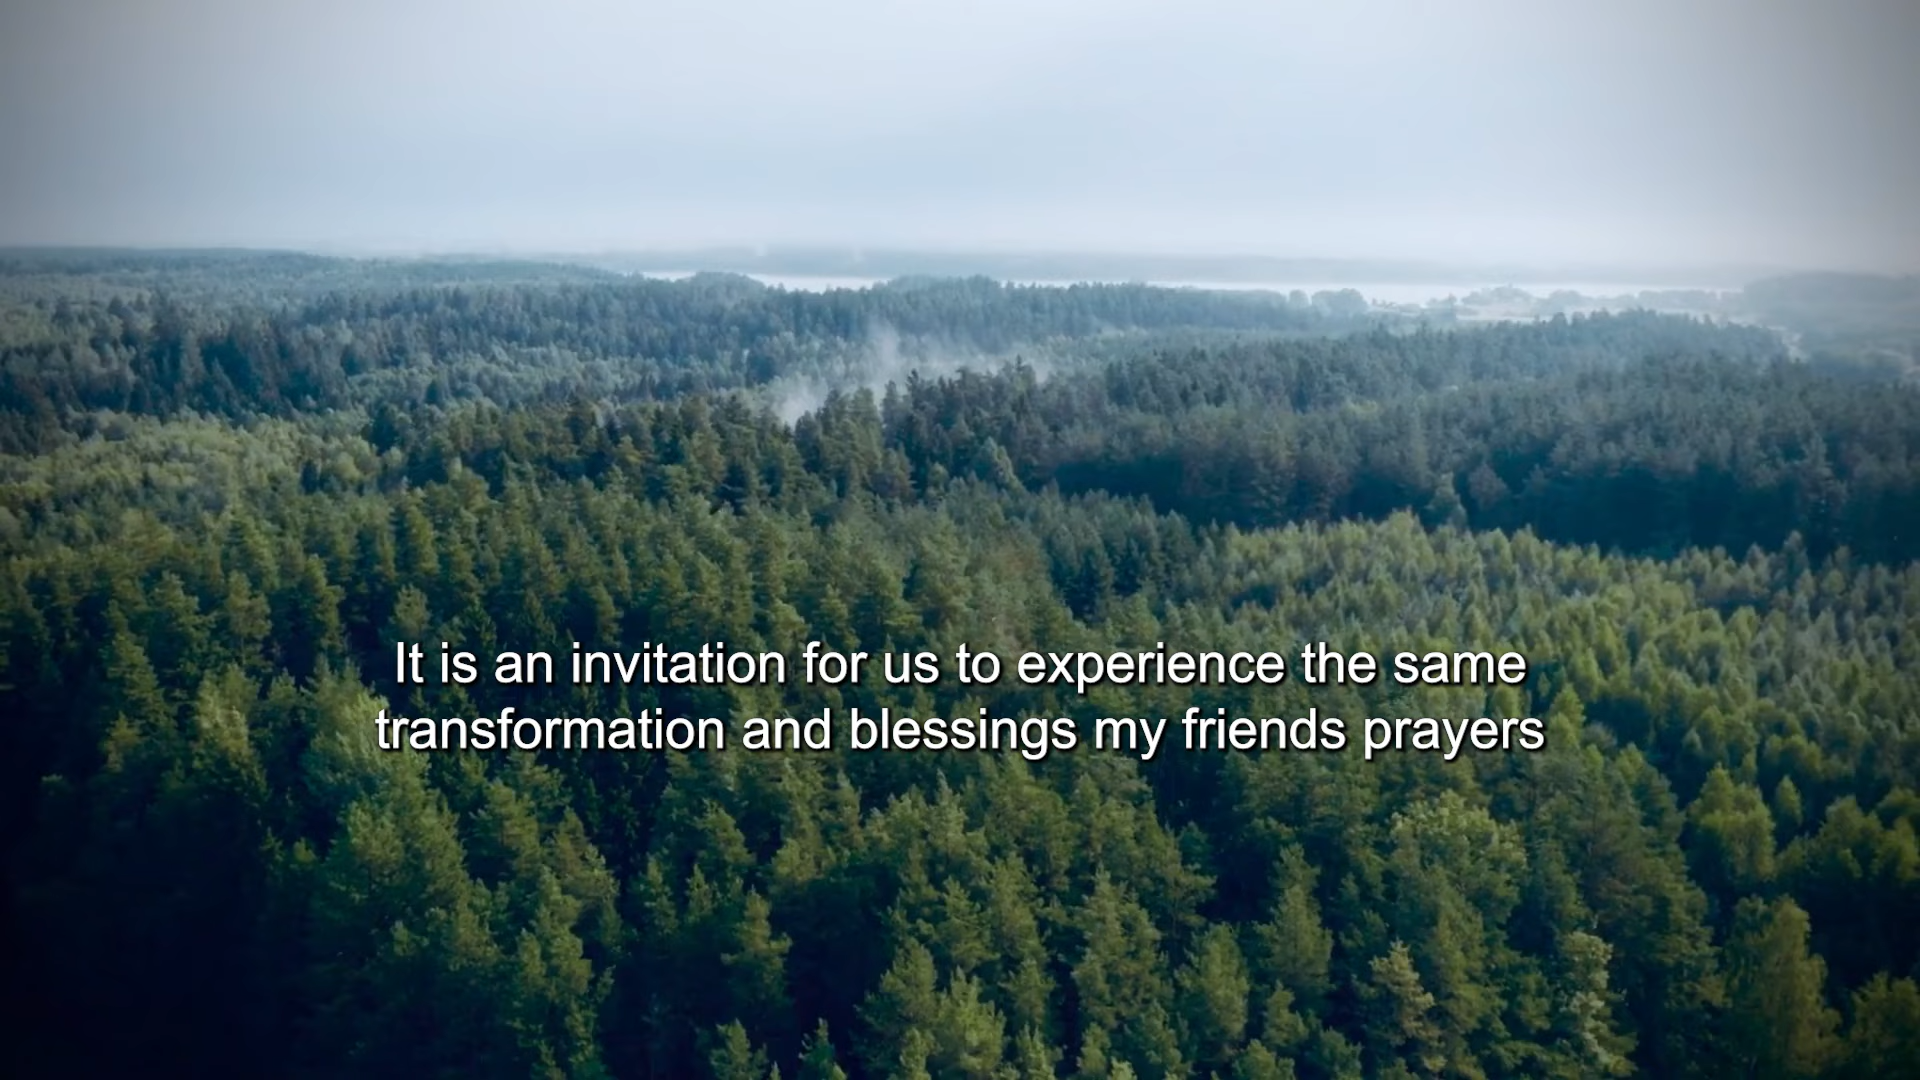 It is an invitation for us to experience the same
transformation and blessings my friends prayers